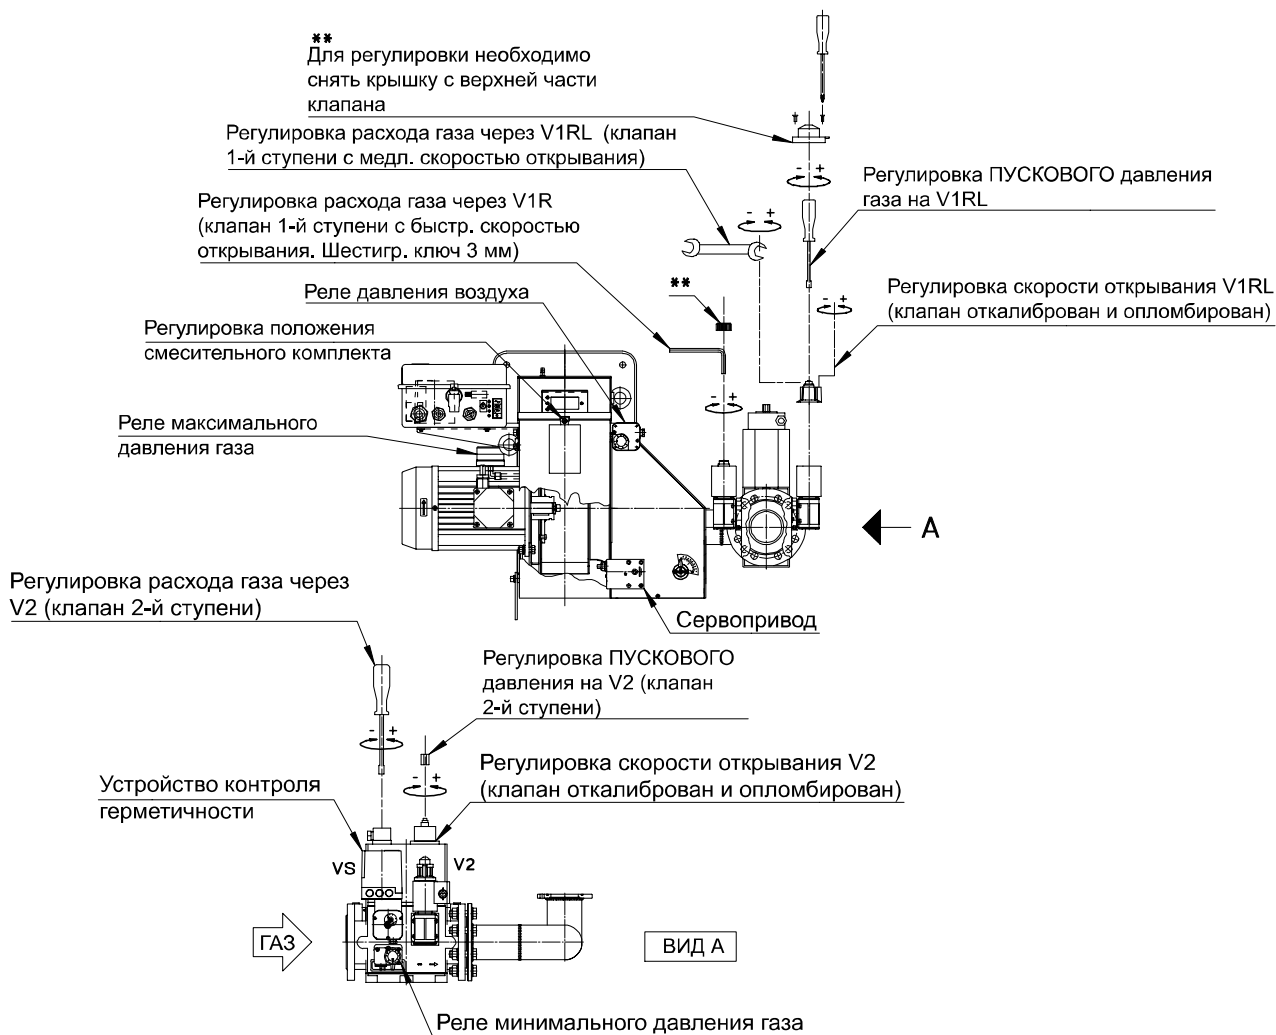 **
Для регулировки необходимо
снять крышку с верхней части
клапана
Регулировка расхода газа через V1RL (клапан
1-й ступени с медл. скоростью открывания)
- +
Регулировка ПУСКОВОГО давления
газа на V1RL
Регулировка расхода газа через V1R
(клапан 1-й ступени с быстр. скоростью
открывания. Шестигр. ключ 3 мм)
- +
**
Реле давления воздуха
Регулировка скорости открывания V1RL
(клапан откалиброван и опломбирован)
- +
Регулировка положения
смесительного комплекта
- +
Реле максимального
давления газа
A
Регулировка расхода газа через
V2 (клапан 2-й ступени)
Сервопривод
Регулировка ПУСКОВОГО
давления на V2 (клапан
2-й ступени)
- +
- +
Регулировка скорости открывания V2
(клапан откалиброван и опломбирован)
Устройство контроля
герметичности
VS
V2
ГАЗ
ВИД А
Реле минимального давления газа